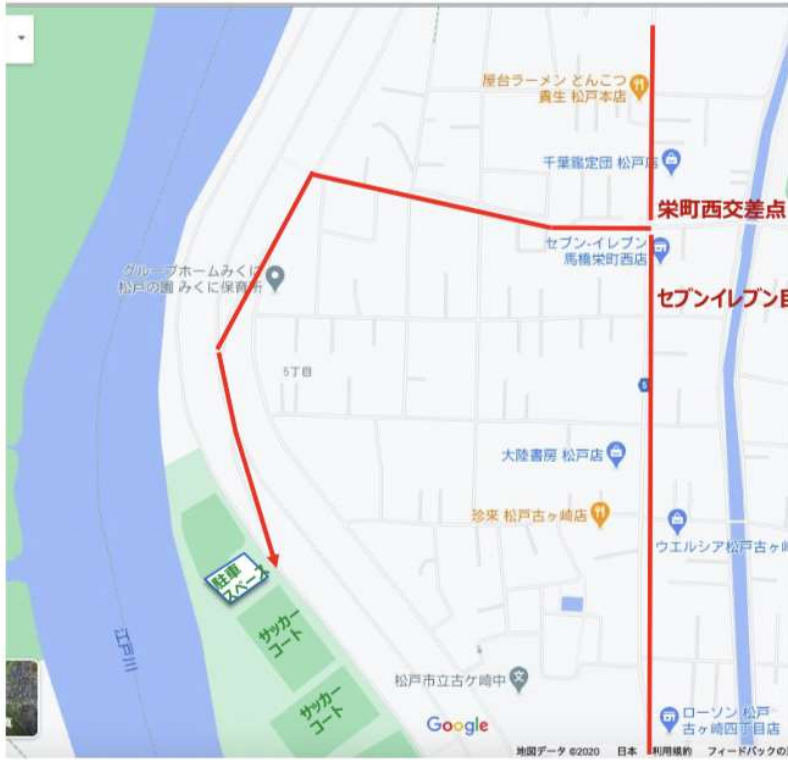 屋台ラーメン とんこつ
貴生 松戸本店
千葉鑑定団 松戸店
栄町西交差点
セブン-イレブン
馬橋栄町西店
グループホームみくに
松戸の園 みくに保育所
セブンイレブン目
5丁目
5
大陸書房 松戸店
珍來 松戸古ヶ崎店
ウエルシア松戸古ヶ崎
駐車
スペース
サッカー
コート
江戸川
松戸市立古ケ崎中
文
サッカー
コート
Google
ローソン 松戸
古ヶ崎四丁目店
地図データ ©2020 日本 利用規約 フィードバックの